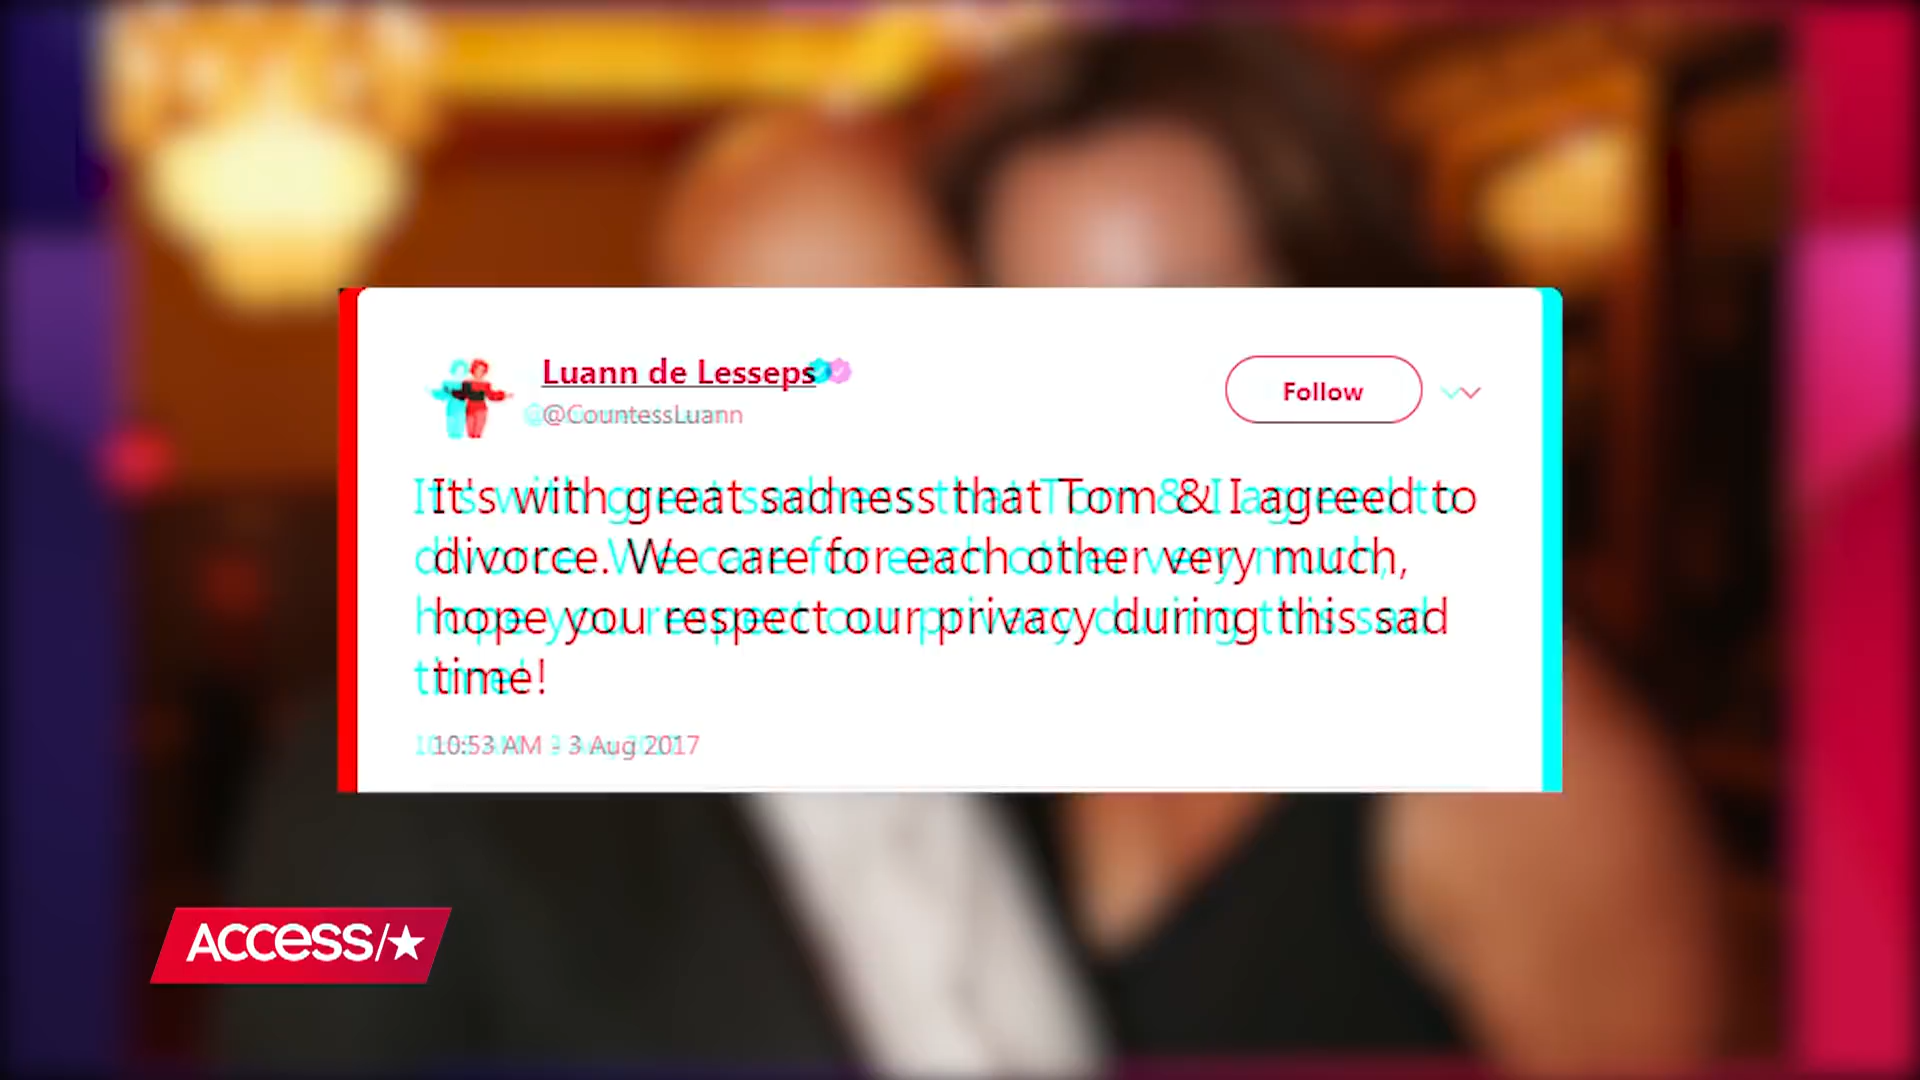 Luann de Lesseps
@CountessLuann
Follow
It's with great sadness that Tom & I agreed to
divorce. We care for each other very much,
hope you respect our privacy during this sad
time!
10:53 AM - 3 Aug 2017
ACCESS/★